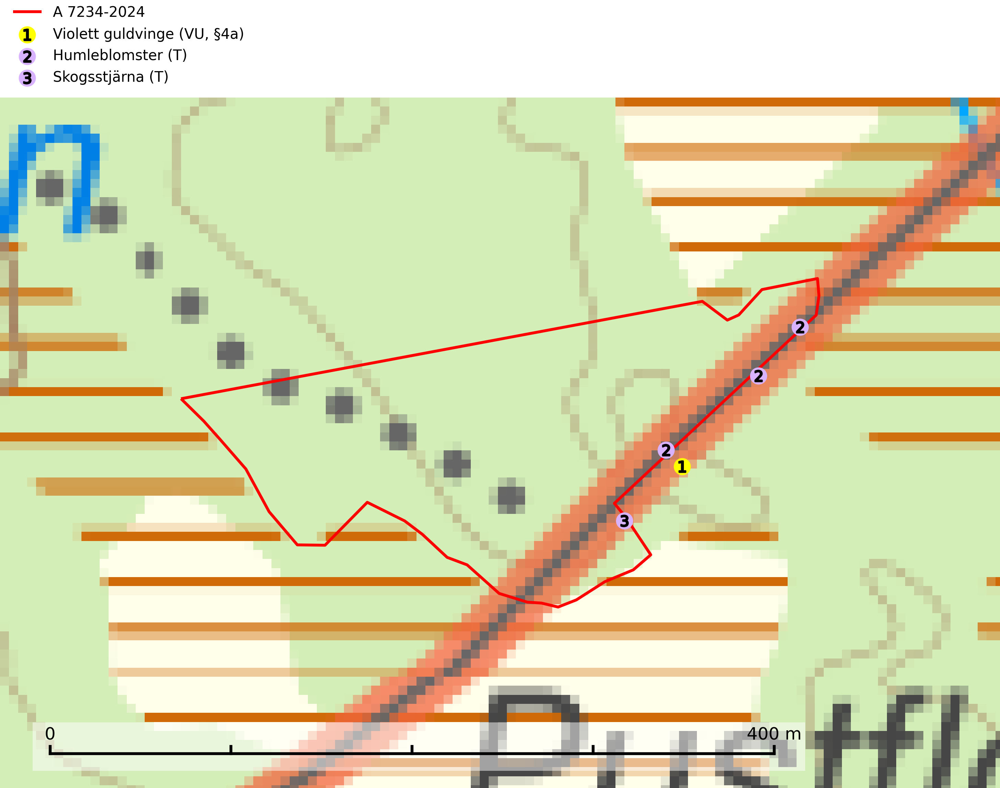 A 7234-2024
1 Violett guldvinge (VU, §4a)
2 Humleblomster (T)
3 Skogsstjärna (T)
2
2
2
1
3
0 400 m